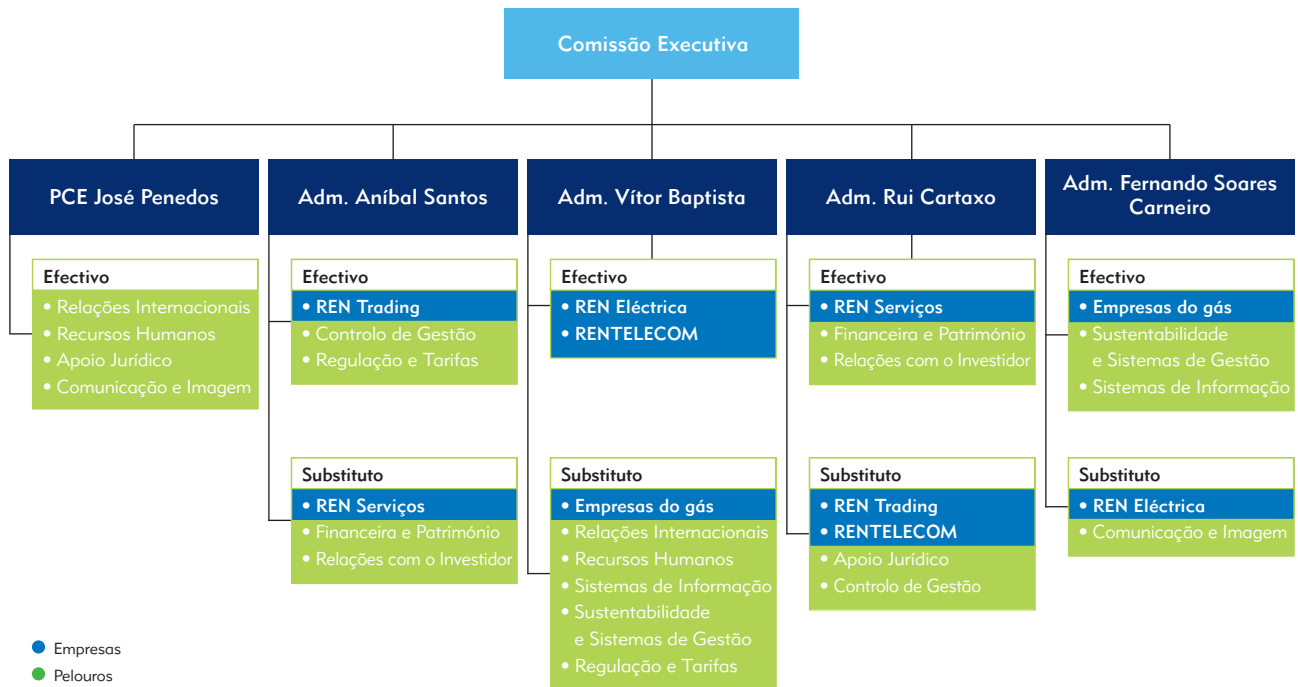 Comissão Executiva
PCE José Penedos
Efectivo
• Relações Internacionais
• Recursos Humanos
• Apoio Jurídico
• Comunicação e Imagem
Adm. Aníbal Santos
Efectivo
• REN Trading
• Controlo de Gestão
• Regulação e Tarifas
Substituto
• REN Serviços
• Financeira e Património
• Relações com o Investidor
Adm. Vítor Baptista
Efectivo
• REN Eléctrica
• RENTELECOM
Substituto
• Empresas do gás
• Relações Internacionais
• Recursos Humanos
• Sistemas de Informação
• Sustentabilidade
e Sistemas de Gestão
• Regulação e Tarifas
Adm. Rui Cartaxo
Efectivo
• REN Serviços
• Financeira e Património
• Relações com o Investidor
Substituto
• REN Trading
• RENTELECOM
• Apoio Jurídico
• Controlo de Gestão
Adm. Fernando Soares
Carneiro
Efectivo
• Empresas do gás
• Sustentabilidade
e Sistemas de Gestão
• Sistemas de Informação
Substituto
• REN Eléctrica
• Comunicação e Imagem
Empresas
Pelouros